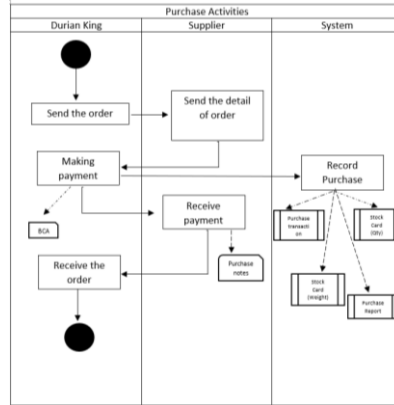 Purchase Activities
Durian King
Supplier
System
Send the order
Send the detail
of order
Making
payment
Record
Purchase
BCA
Receive
payment
Purchase
transacti
on
Stock
Card
(Qty)
Receive the
order
Purchase
notes
Stock
Card
(Weight)
Purchase
Report